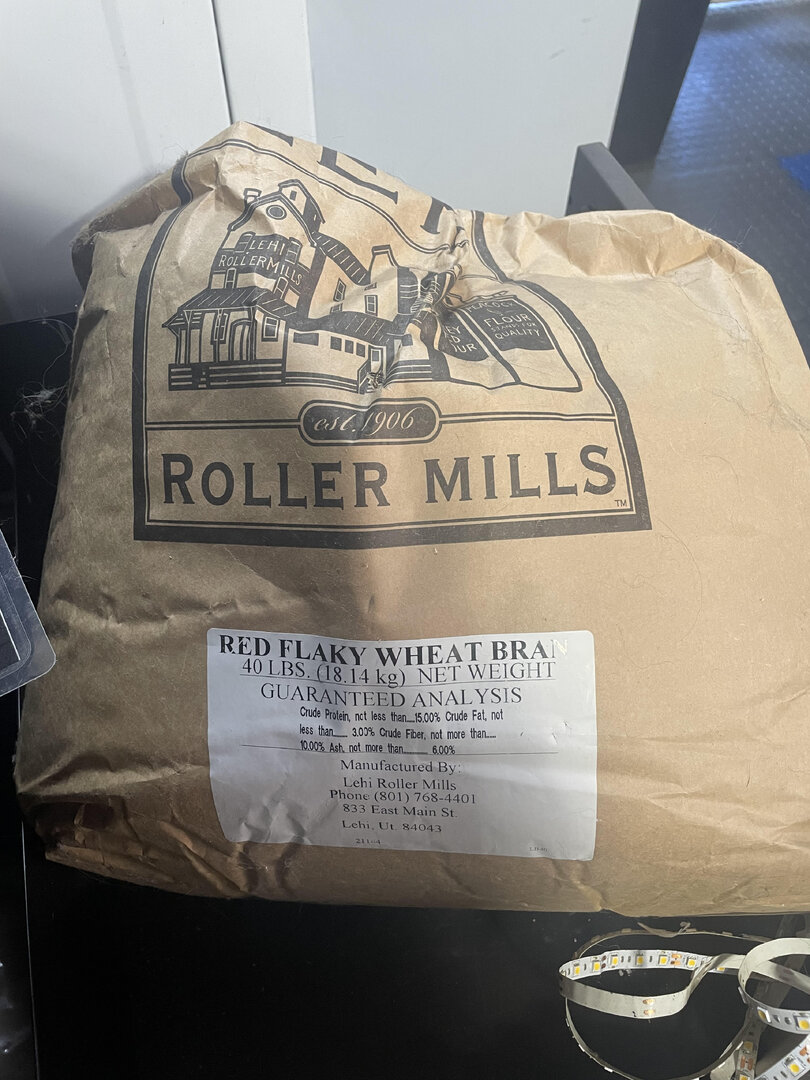 LEHI
ROLLER MILLS
FLOUR
STANDS FOR
QUALITY
est. 1906
ROLLER MILLS
TM
RED FLAKY WHEAT BRAN
40 LBS. (18.14 kg) NET WEIGHT
GUARANTEED ANALYSIS
Crude Protein, not less than....15.00% Crude Fat, not
less than...... 3.00% Crude Fiber, not more than.....
10.00% Ash, not more than.......... 6.00%
Manufactured By:
Lehi Roller Mills
Phone (801) 768-4401
833 East Main St.
Lehi, Ut. 84043